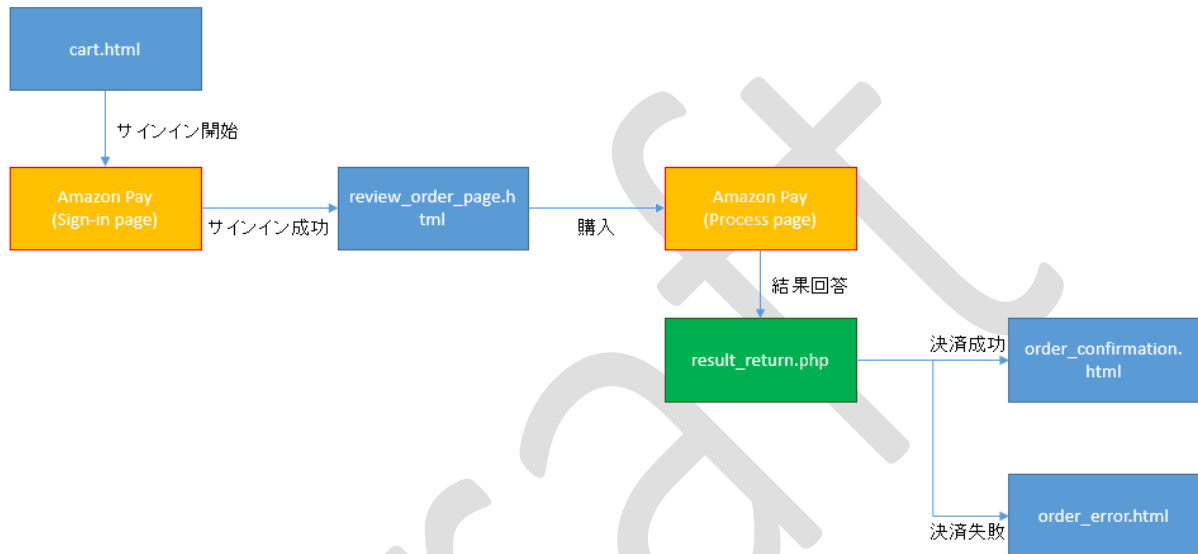 cart.html
サインイン開始
Amazon Pay
(Sign-in page)
サインイン成功
review_order_page.h
tml
購入
Amazon Pay
(Process page)
結果回答
result_return.php
決済成功
order_confirmation.
html
決済失敗
order_error.html